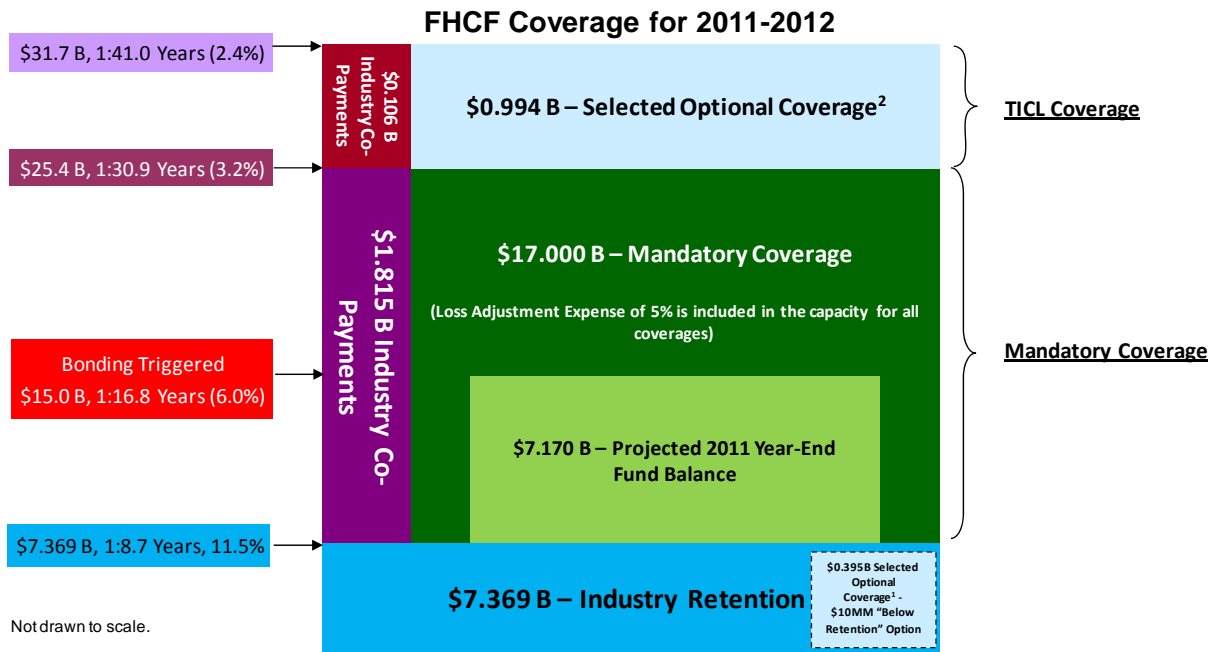 FHCF Coverage for 2011-2012
$31.7 B, 1:41.0 Years (2.4%)
$0.106 B
Industry Co-
Payments
$0.994 B – Selected Optional Coverage2
TICL Coverage
$25.4 B, 1:30.9 Years (3.2%)
$1.815 B Industry Co-
Payments
$17.000 B – Mandatory Coverage
(Loss Adjustment Expense of 5% is included in the capacity for all
coverages)
Mandatory Coverage
Bonding Triggered
$15.0 B, 1:16.8 Years (6.0%)
$7.170 B – Projected 2011 Year-End
Fund Balance
$7.369 B, 1:8.7 Years, 11.5%
$7.369 B – Industry Retention
$0.395B Selected
Optional
Coverage1 -
$10MM “Below
Retention” Option
Not drawn to scale.